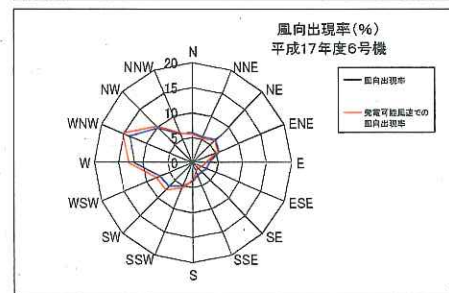 風向出現率(%)
平成17年度6号機
N
NNE
NE
ENE
E
ESE
SE
SSE
S
SSW
SW
WSW
W
WNW
NW
NNW
20
15
10
5
0
風向出現率
発電可能風速での
風向出現率